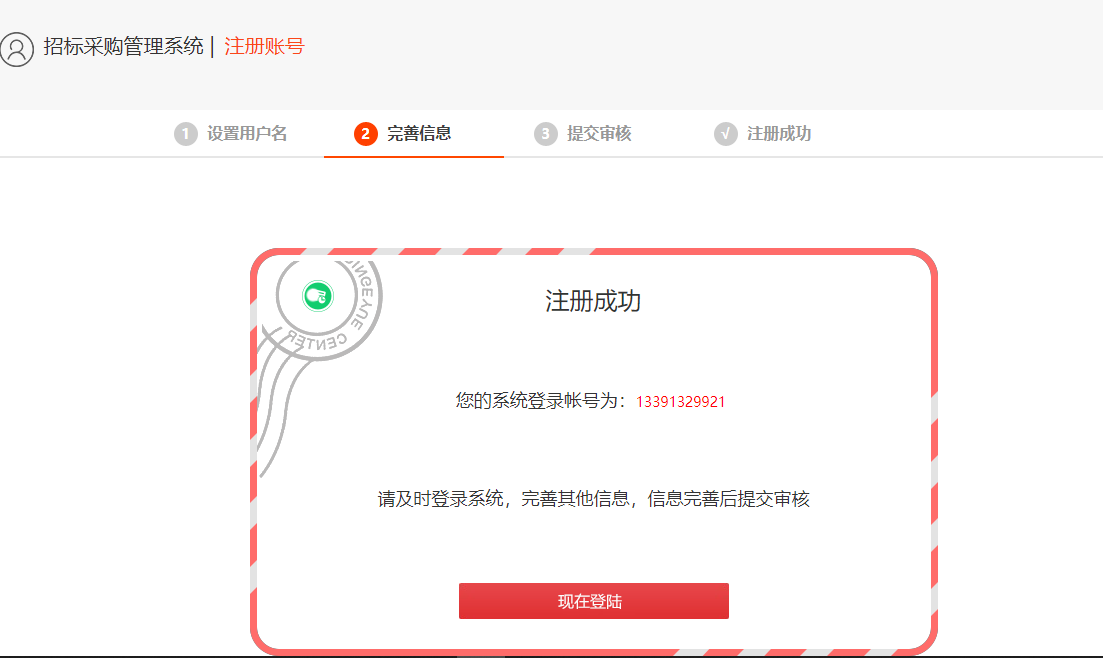 招标采购管理系统 | 注册账号
1 设置用户名 2 完善信息 3 提交审核 √ 注册成功
INGEYUE CENTER
注册成功
您的系统登录帐号为：13391329921
请及时登录系统，完善其他信息，信息完善后提交审核
现在登陆